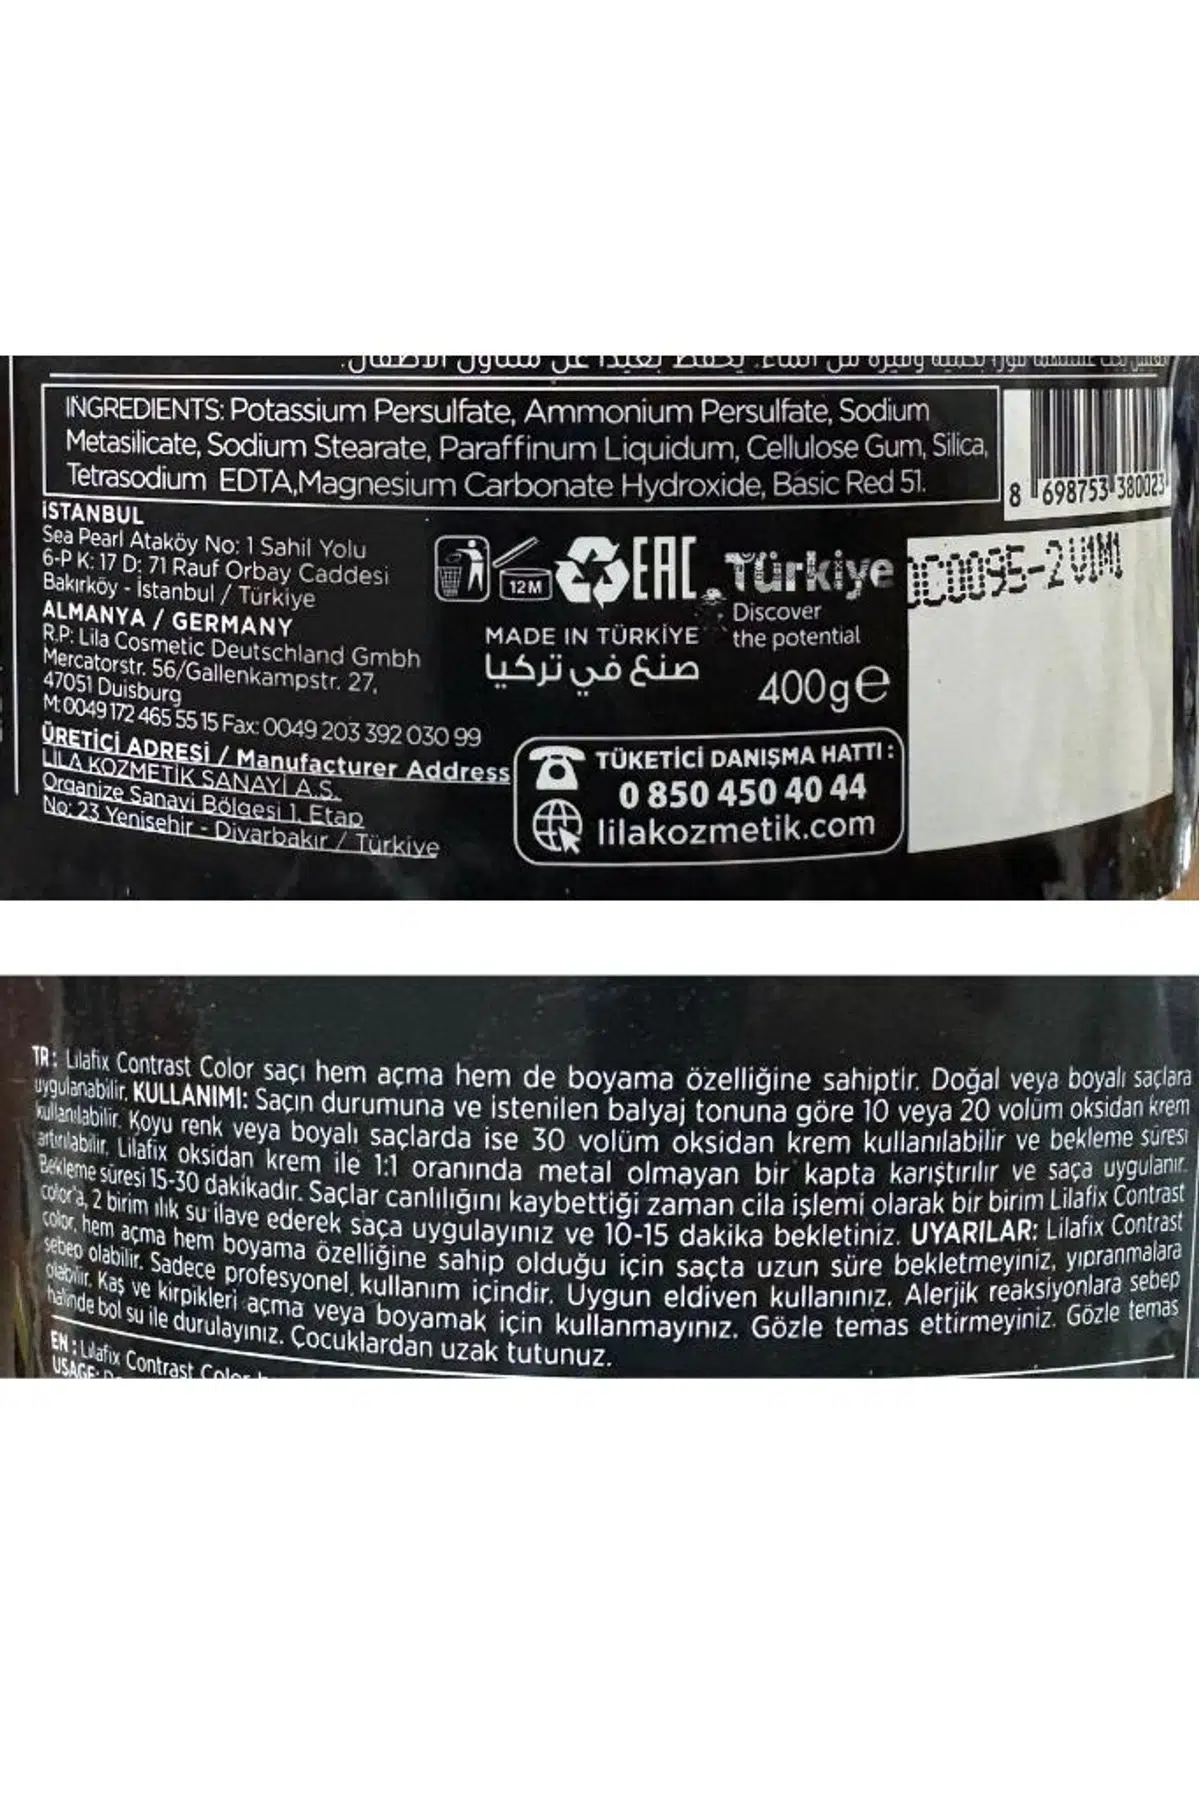 INGREDIENTS: Potassium Persulfate, Ammonium Persulfate, Sodium
Metasilicate, Sodium Stearate, Paraffinum Liquidum, Cellulose Gum, Silica,
Tetrasodium EDTA,Magnesium Carbonate Hydroxide, Basic Red 51.
8 698753 380023
İSTANBUL
Sea Pearl Ataköy No: 1 Sahil Yolu
6-P K: 17 D: 71 Rauf Orbay Caddesi
Bakırköy - İstanbul / Türkiye
ALMANYA / GERMANY
R.P: Lila Cosmetic Deutschland Gmbh
Mercatorstr. 56/Gallenkampstr. 27,
47051 Duisburg
M: 0049 172 465 55 15 Fax: 0049 203 392 030 99
ÜRETİCİ ADRESİ / Manufacturer Address
LİLA KOZMETİK SANAYİ A.Ş.
Organize Sanayi Bölgesi 1. Etap
No: 23 Yenişehir - Diyarbakır / Türkiye
12M
EAC
Türkiye
Discover
the potential
MADE IN TÜRKİYE
صنع في تركيا
400g e
0C0095-2 U1M1
TÜKETİCİ DANIŞMA HATTI :
0 850 450 40 44
lilakozmetik.com
TR: Lilafix Contrast Color saçı hem açma hem de boyama özelliğine sahiptir. Doğal veya boyalı saçlara
uygulanabilir. KULLANIMI: Saçın durumuna ve istenilen balyaj tonuna göre 10 veya 20 volüm oksidan krem
kullanılabilir. Koyu renk veya boyalı saçlarda ise 30 volüm oksidan krem kullanılabilir ve bekleme süresi
artırılabilir. Lilafix oksidan krem ile 1:1 oranında metal olmayan bir kapta karıştırılır ve saça uygulanır.
Bekleme süresi 15-30 dakikadır. Saçlar canlılığını kaybettiği zaman cila işlemi olarak bir birim Lilafix Contrast
color'a, 2 birim ılık su ilave ederek saça uygulayınız ve 10-15 dakika bekletiniz. UYARILAR: Lilafix Contrast
color, hem açma hem boyama özelliğine sahip olduğu için saçta uzun süre bekletmeyiniz, yıpranmalara
sebep olabilir. Sadece profesyonel kullanım içindir. Uygun eldiven kullanınız. Alerjik reaksiyonlara sebep
olabilir. Kaş ve kirpikleri açma veya boyamak için kullanmayınız. Gözle temas ettirmeyiniz. Gözle temas
halinde bol su ile durulayınız. Çocuklardan uzak tutunuz.
EN : Lilafix Contrast Color
USAGE: